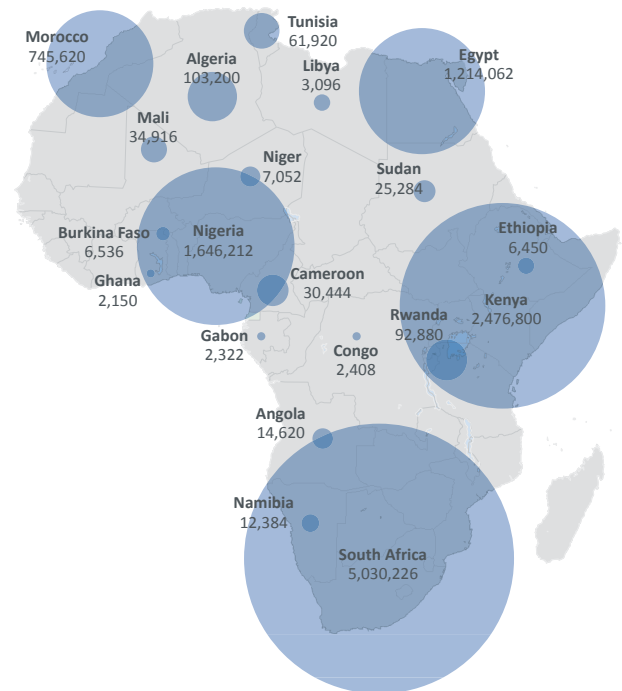 Tunisia
61,920
Morocco
745,620
Algeria
103,200
Libya
3,096
Egypt
1,214,062
Mali
34,916
Niger
7,052
Sudan
25,284
Burkina Faso
6,536
Nigeria
1,646,212
Ethiopia
6,450
Ghana
2,150
Cameroon
30,444
Kenya
2,476,800
Rwanda
92,880
Gabon
2,322
Congo
2,408
Angola
14,620
Namibia
12,384
South Africa
5,030,226